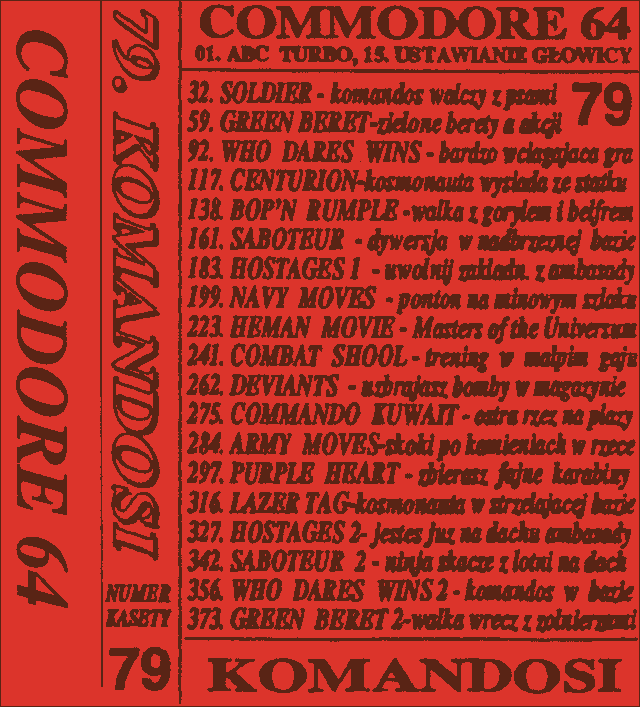 COMMODORE 64
79. KOMANDOSI
NUMER
KASETY
79
COMMODORE 64
01. ABC TURBO, 15. USTAWIANIE GŁOWICY
79
32. SOLDIER - komandos walczy z psami
59. GREEN BERET-zielone berety a akcji
92. WHO DARES WINS - bardzo wciagajaca gra
117. CENTURION-kosmonauta wysiada ze statku
138. BOP'N RUMPLE -walka z gorylem i belfrem
161. SABOTEUR - dywersja w nadbrzeznej bazie
183. HOSTAGES 1 - uwolnij zakladn. z ambasady
199. NAVY MOVES - ponton na minowym szlaku
223. HEMAN MOVIE - Masters of the Universum
241. COMBAT SHOOL - trening w malpim gaju
262. DEVIANTS - uzbrajasz bomby w magazynie
275. COMMANDO KUWAIT - extra rzez na plazy
284. ARMY MOVES-skoki po kamieniach w rzece
297. PURPLE HEART - zbierasz fajne karabiny
316. LAZER TAG-kosmonauta w strzelajacej bazie
327. HOSTAGES 2- jestes juz na dachu ambasady
342. SABOTEUR 2 - ninja skacze z lotni na dach
356. WHO DARES WINS 2 - komandos w bazie
373. GREEN BERET 2-walka wrecz z zolnierzami
KOMANDOSI